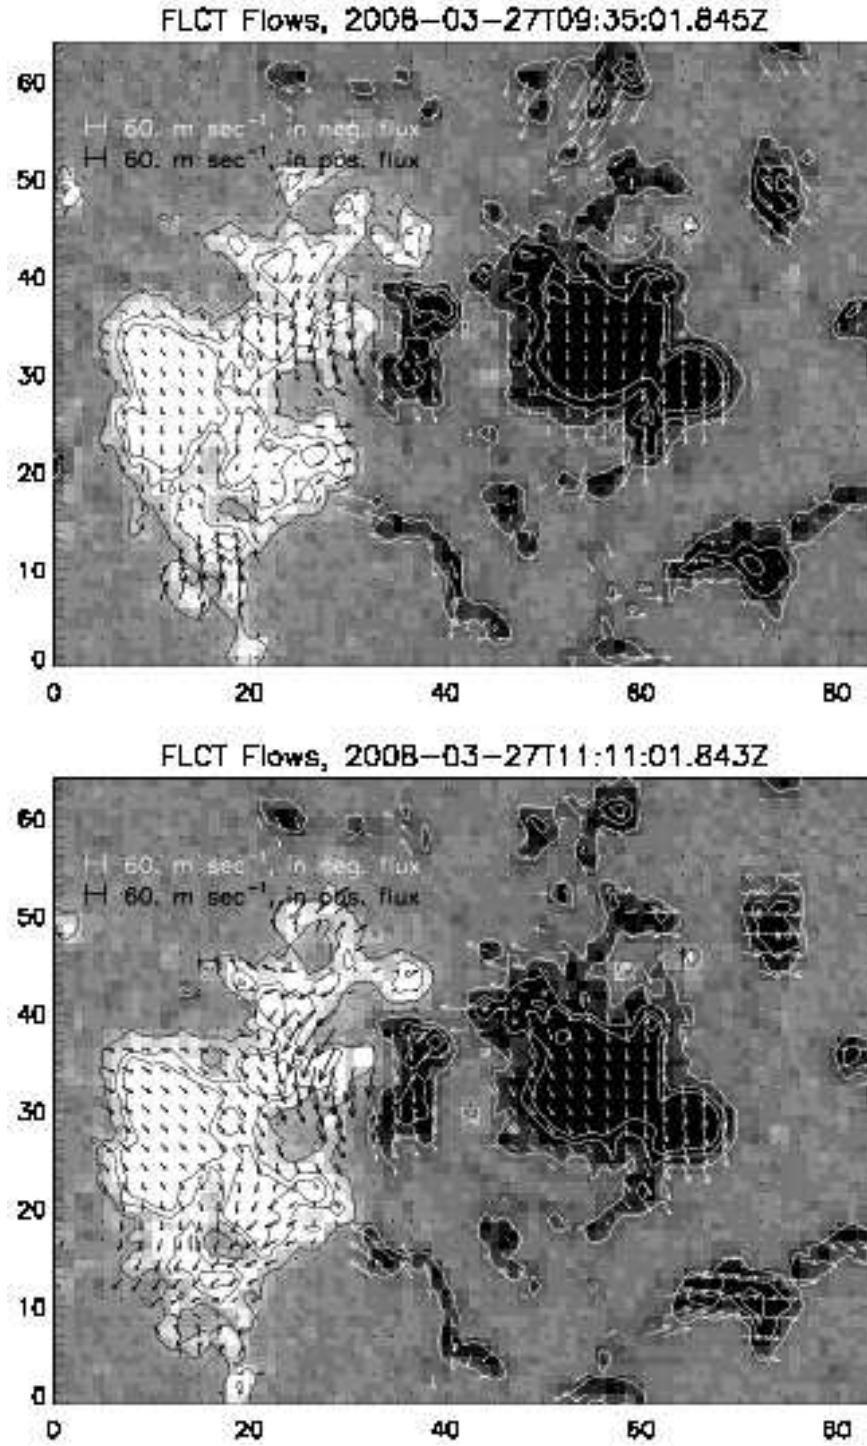 FLCT Flows, 2008-03-27T09:35:01.845Z
60
60. m sec⁻¹, in neg. flux
60. m sec⁻¹, in pos. flux
50
40
30
20
10
0
0 20 40 60 80
FLCT Flows, 2008-03-27T11:11:01.843Z
60
60. m sec⁻¹, in neg. flux
60. m sec⁻¹, in pos. flux
50
40
30
20
10
0
0 20 40 60 80